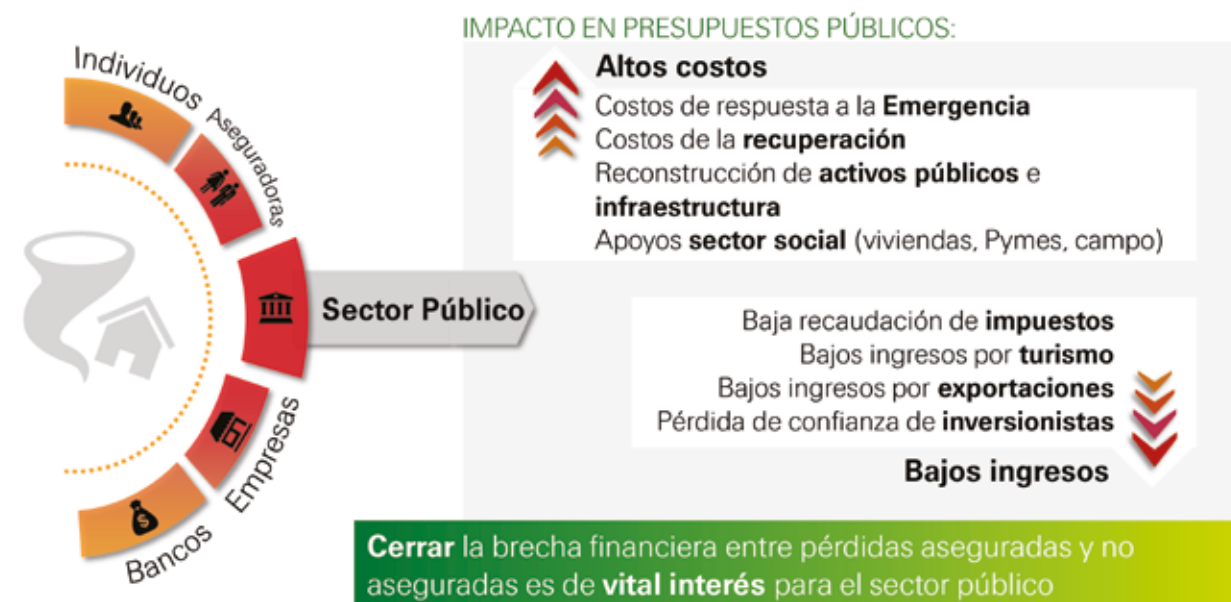 IMPACTO EN PRESUPUESTOS PÚBLICOS:
Individuos
Aseguradoras
Sector Público
Empresas
Bancos
Altos costos
Costos de respuesta a la Emergencia
Costos de la recuperación
Reconstrucción de activos públicos e
infraestructura
Apoyos sector social (viviendas, Pymes, campo)
Baja recaudación de impuestos
Bajos ingresos por turismo
Bajos ingresos por exportaciones
Pérdida de confianza de inversionistas
Bajos ingresos
Cerrar la brecha financiera entre pérdidas aseguradas y no
aseguradas es de vital interés para el sector público